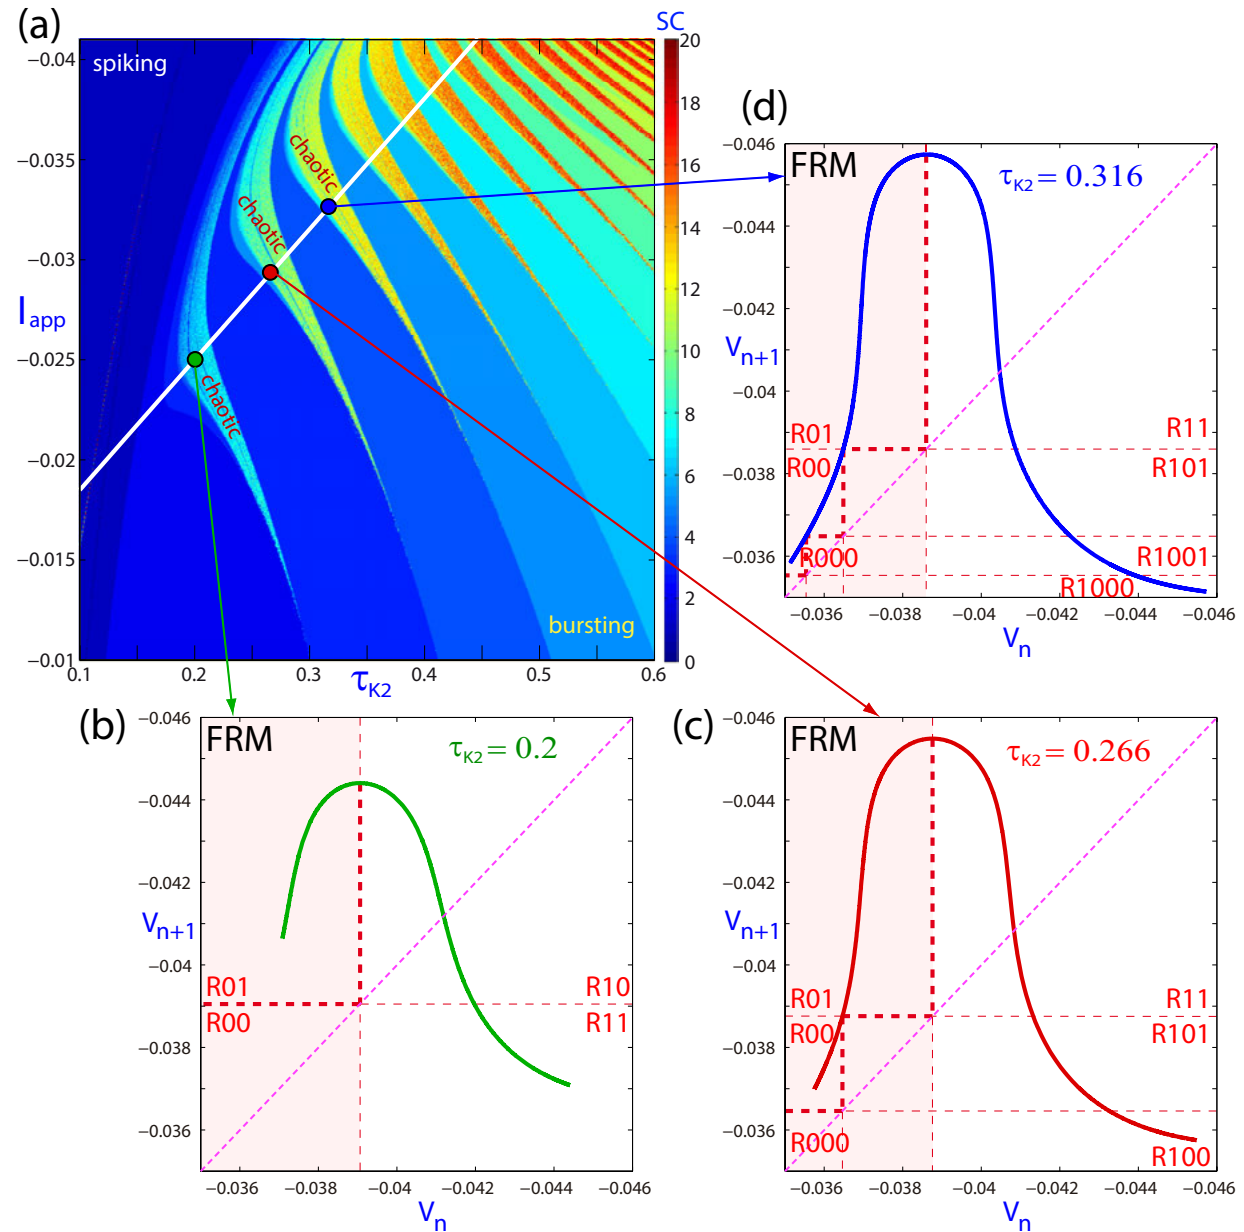 (a)
SC
−0.04
−0.035
−0.03
I app
−0.025
−0.02
−0.015
−0.01
0.1
0.2
0.3
0.4
0.5
0.6
τK2
spiking
chaotic
chaotic
chaotic
bursting
20
18
16
14
12
10
8
6
4
2
0
(d)
FRM
τK2 = 0.316
−0.046
−0.044
−0.042
Vn+1
−0.04
−0.038
−0.036
R01
R11
R00
R101
R000
R1001
R1000
−0.036 −0.038 −0.04 −0.042 −0.044 −0.046
Vn
(b)
FRM
τK2 = 0.2
−0.046
−0.044
−0.042
Vn+1
−0.04
−0.038
−0.036
R01
R10
R00
R11
−0.036 −0.038 −0.04 −0.042 −0.044 −0.046
Vn
(c)
FRM
τK2 = 0.266
−0.046
−0.044
−0.042
Vn+1
−0.04
−0.038
−0.036
R01
R11
R00
R101
R000
R100
−0.036 −0.038 −0.04 −0.042 −0.044 −0.046
Vn